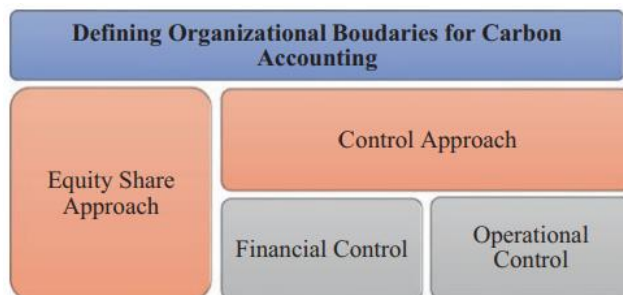 Defining Organizational Boudaries for Carbon
Accounting
Equity Share
Approach
Control Approach
Financial Control
Operational
Control